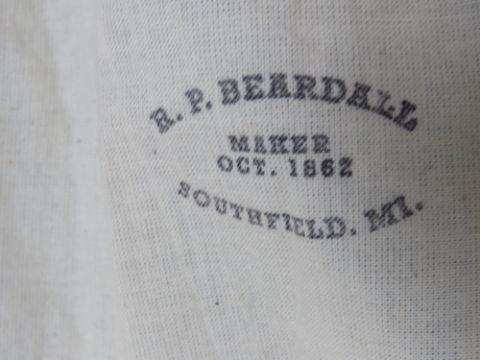 R. P. BEARDALL
MAKER
OCT. 1862
SOUTHFIELD. MI.